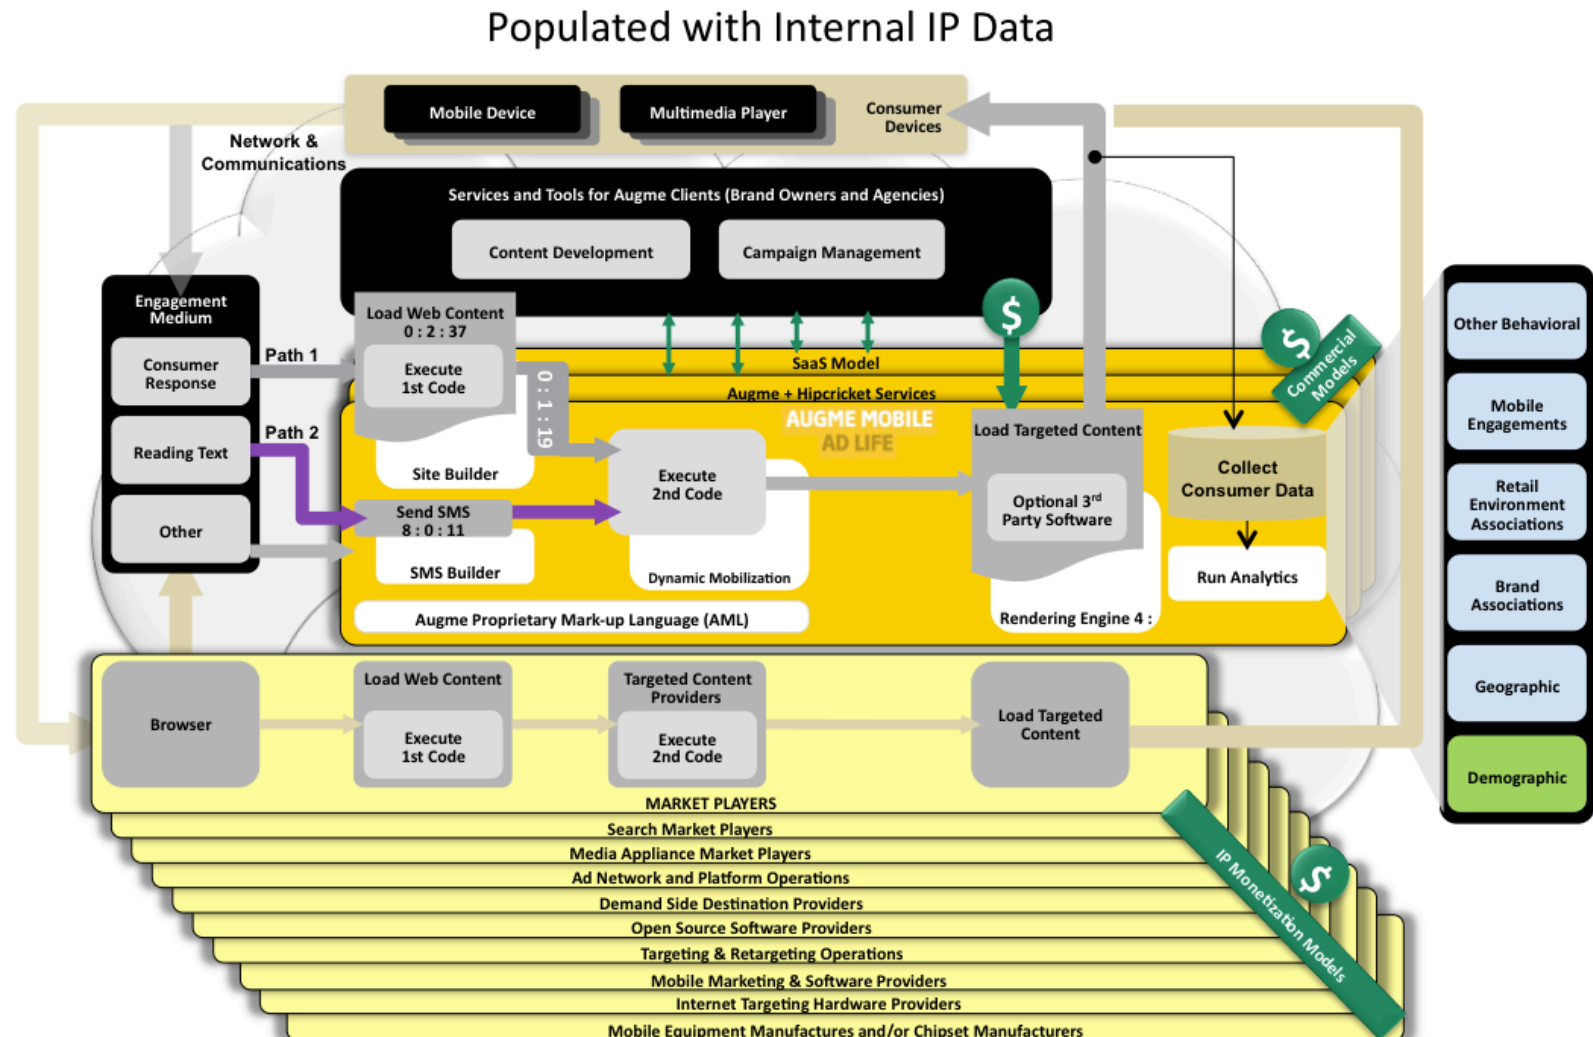 Populated with Internal IP Data
Mobile Device
Multimedia Player
Consumer
Devices
Network &
Communications
Services and Tools for Augme Clients (Brand Owners and Agencies)
Content Development
Campaign Management
Engagement
Medium
Consumer
Response
Reading Text
Other
Path 1
Path 2
Load Web Content
0 : 2 : 37
Execute
1st Code
0 : 1 : 19
Site Builder
Send SMS
8 : 0 : 11
SMS Builder
SaaS Model
Augme + Hipcricket Services
AUGME MOBILE
AD LIFE
Execute
2nd Code
Dynamic Mobilization
Augme Proprietary Mark-up Language (AML)
$
Load Targeted Content
Optional 3rd
Party Software
Rendering Engine 4 :
$
Commercial
Models
Collect
Consumer Data
Run Analytics
Other Behavioral
Mobile
Engagements
Retail
Environment
Associations
Brand
Associations
Geographic
Demographic
Browser
Load Web Content
Execute
1st Code
Targeted Content
Providers
Execute
2nd Code
Load Targeted
Content
MARKET PLAYERS
Search Market Players
Media Appliance Market Players
Ad Network and Platform Operations
Demand Side Destination Providers
Open Source Software Providers
Targeting & Retargeting Operations
Mobile Marketing & Software Providers
Internet Targeting Hardware Providers
Mobile Equipment Manufactures and/or Chipset Manufacturers
$
IP Monetization Models